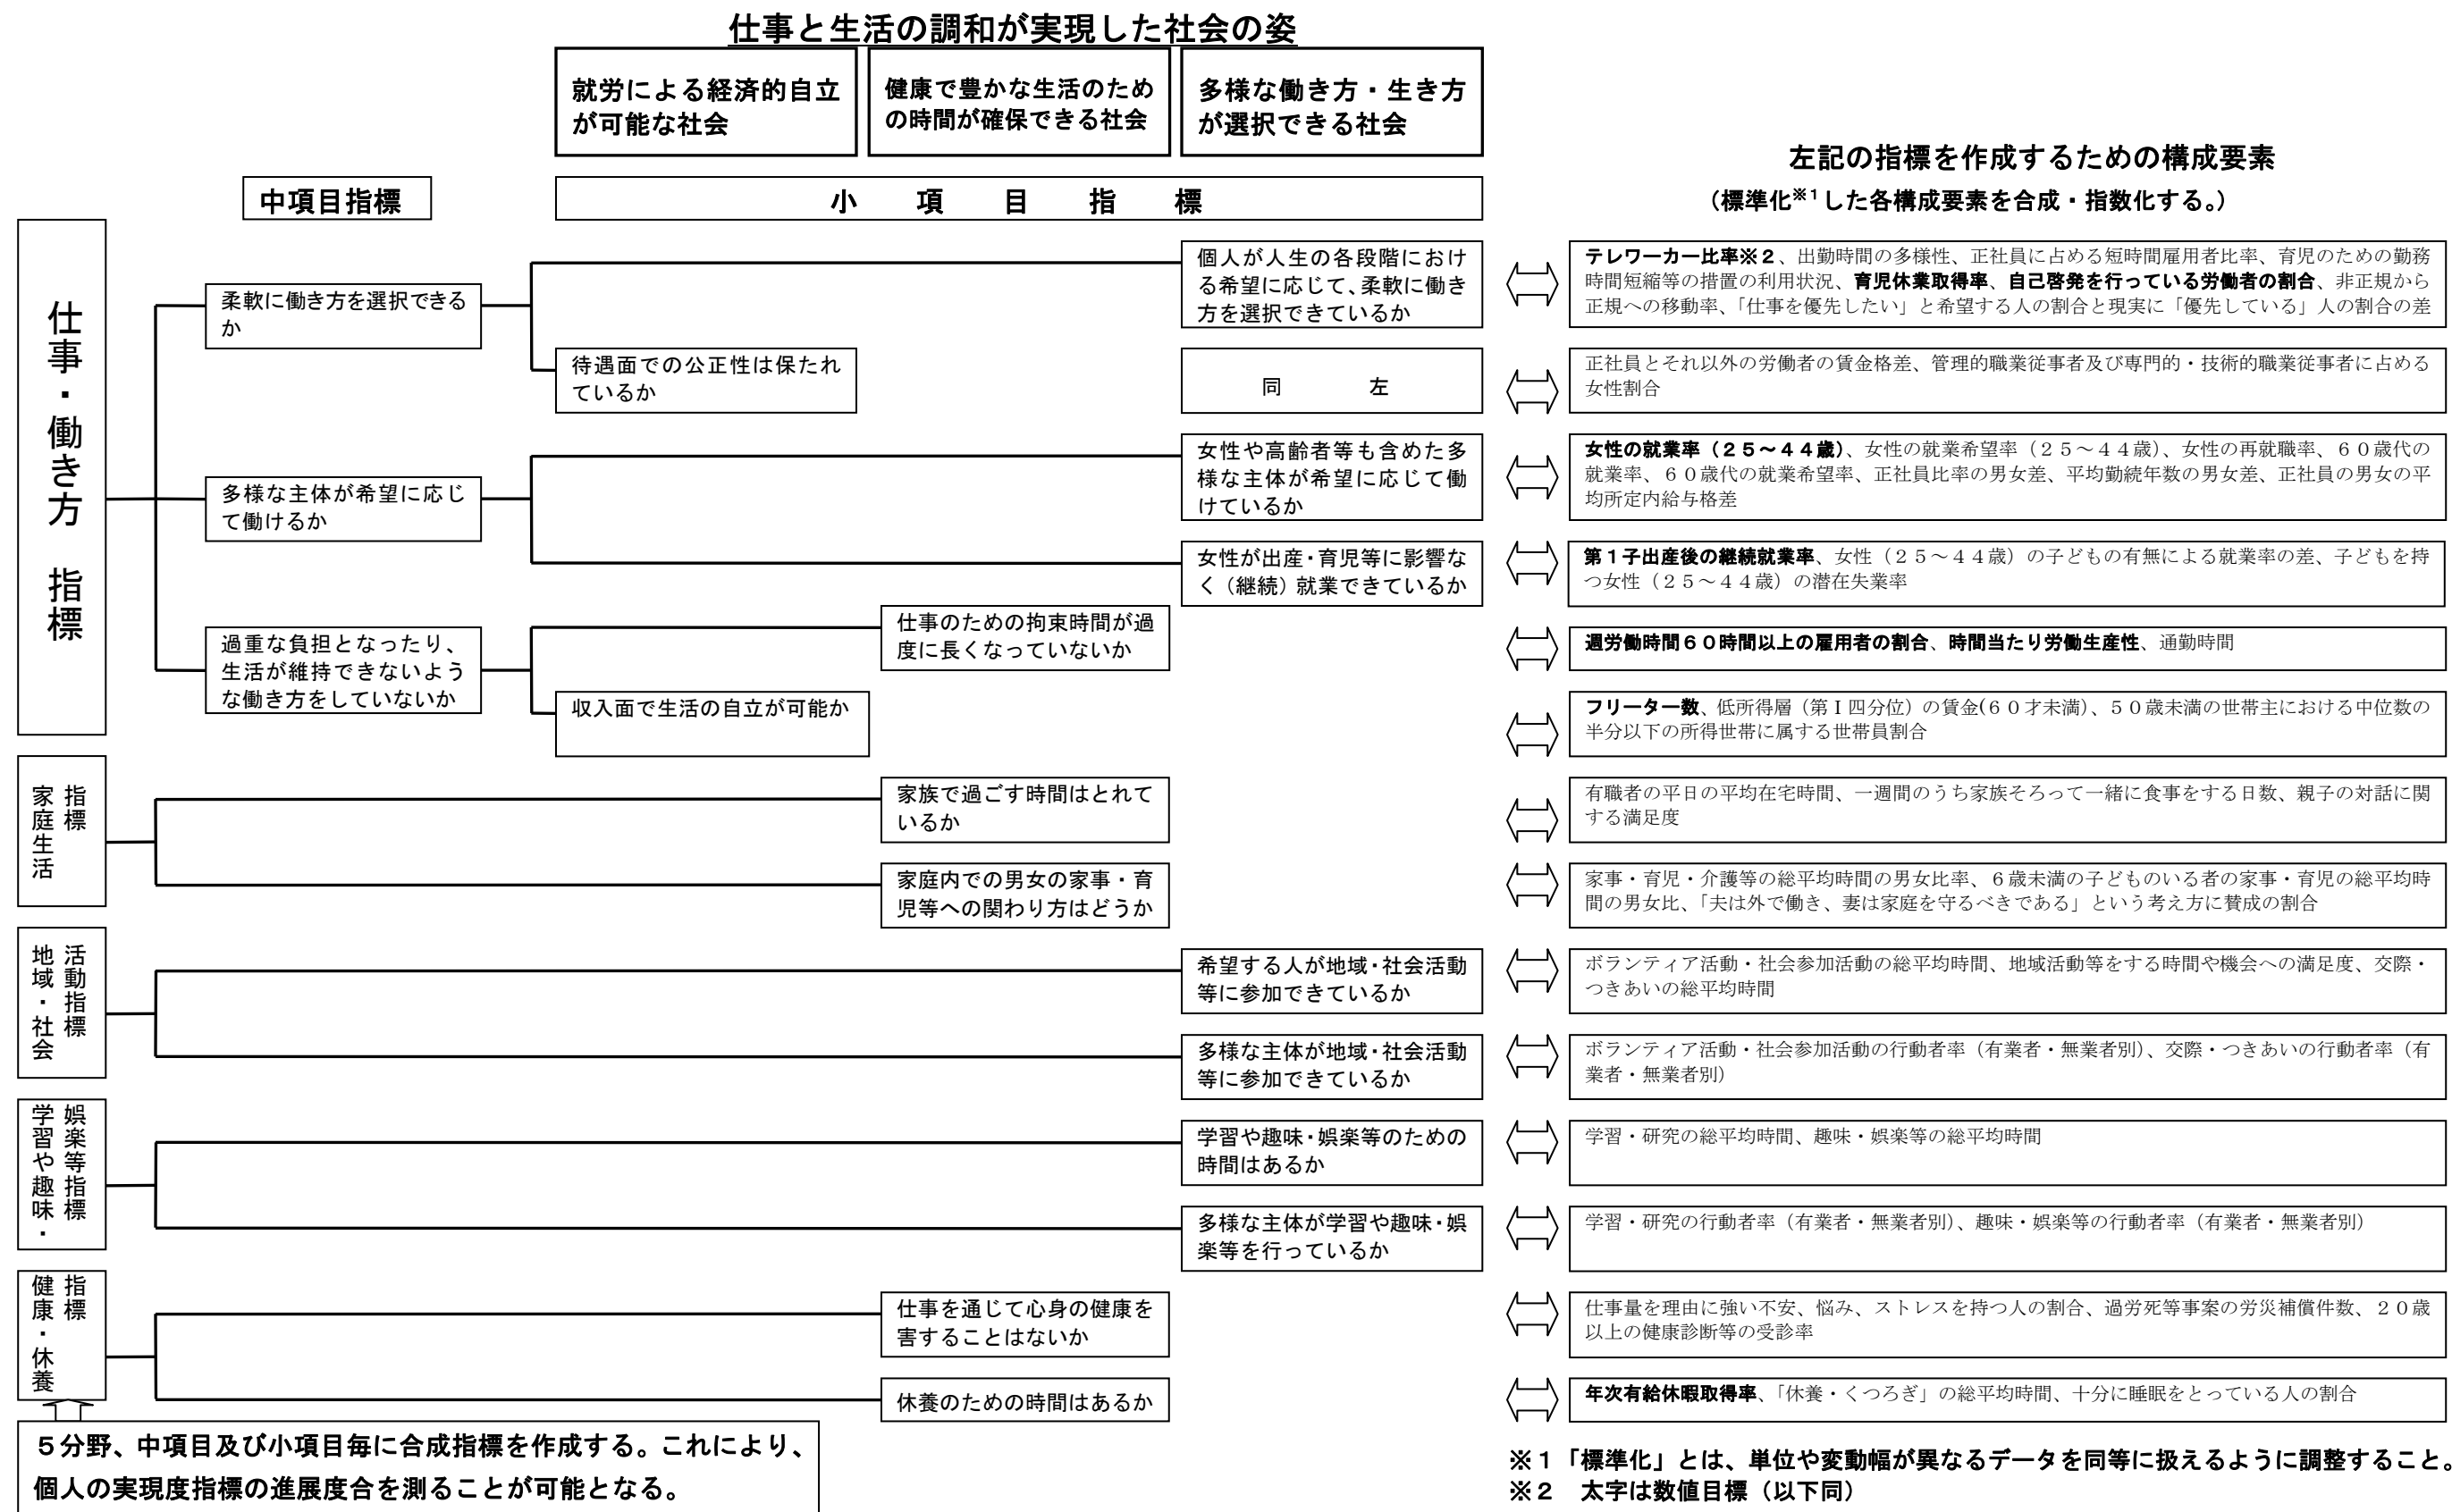 仕事と生活の調和が実現した社会の姿
就労による経済的自立
が可能な社会
健康で豊かな生活のため
の時間が確保できる社会
多様な働き方・生き方
が選択できる社会
左記の指標を作成するための構成要素
（標準化※1した各構成要素を合成・指数化する。）
中項目指標
小　項　目　指　標
仕事・働き方　指標
柔軟に働き方を選択できる
か
個人が人生の各段階におけ
る希望に応じて、柔軟に働き
方を選択できているか
テレワーカー比率※２、出勤時間の多様性、正社員に占める短時間雇用者比率、育児のための勤務
時間短縮等の措置の利用状況、育児休業取得率、自己啓発を行っている労働者の割合、非正規から
正規への移動率、「仕事を優先したい」と希望する人の割合と現実に「優先している」人の割合の差
待遇面での公正性は保たれ
ているか
同　　　左
正社員とそれ以外の労働者の賃金格差、管理的職業従事者及び専門的・技術的職業従事者に占める
女性割合
多様な主体が希望に応じ
て働けるか
女性や高齢者等も含めた多
様な主体が希望に応じて働
けているか
女性の就業率（２５～４４歳）、女性の就業希望率（２５～４４歳）、女性の再就職率、６０歳代の
就業率、６０歳代の就業希望率、正社員比率の男女差、平均勤続年数の男女差、正社員の男女の平
均所定内給与格差
女性が出産・育児等に影響な
く（継続）就業できているか
第１子出産後の継続就業率、女性（２５～４４歳）の子どもの有無による就業率の差、子どもを持
つ女性（２５～４４歳）の潜在失業率
過重な負担となったり、
生活が維持できないよう
な働き方をしていないか
仕事のための拘束時間が過
度に長くなっていないか
週労働時間６０時間以上の雇用者の割合、時間当たり労働生産性、通勤時間
収入面で生活の自立が可能か
フリーター数、低所得層（第Ⅰ四分位）の賃金(６０才未満)、５０歳未満の世帯主における中位数の
半分以下の所得世帯に属する世帯員割合
家庭生活
指標
家族で過ごす時間はとれて
いるか
有職者の平日の平均在宅時間、一週間のうち家族そろって一緒に食事をする日数、親子の対話に関
する満足度
家庭内での男女の家事・育
児等への関わり方はどうか
家事・育児・介護等の総平均時間の男女比率、６歳未満の子どものいる者の家事・育児の総平均時
間の男女比、「夫は外で働き、妻は家庭を守るべきである」という考え方に賛成の割合
地域・社会
活動指標
希望する人が地域・社会活動
等に参加できているか
ボランティア活動・社会参加活動の総平均時間、地域活動等をする時間や機会への満足度、交際・
つきあいの総平均時間
多様な主体が地域・社会活動
等に参加できているか
ボランティア活動・社会参加活動の行動者率（有業者・無業者別）、交際・つきあいの行動者率（有
業者・無業者別）
学習や趣味・
娯楽等指標
学習や趣味・娯楽等のための
時間はあるか
学習・研究の総平均時間、趣味・娯楽等の総平均時間
多様な主体が学習や趣味・娯
楽等を行っているか
学習・研究の行動者率（有業者・無業者別）、趣味・娯楽等の行動者率（有業者・無業者別）
健康・休養
指標
仕事を通じて心身の健康を
害することはないか
仕事量を理由に強い不安、悩み、ストレスを持つ人の割合、過労死等事案の労災補償件数、２０歳
以上の健康診断等の受診率
休養のための時間はあるか
年次有給休暇取得率、「休養・くつろぎ」の総平均時間、十分に睡眠をとっている人の割合
５分野、中項目及び小項目毎に合成指標を作成する。これにより、
個人の実現度指標の進展度合を測ることが可能となる。
※１「標準化」とは、単位や変動幅が異なるデータを同等に扱えるように調整すること。
※２　太字は数値目標（以下同）